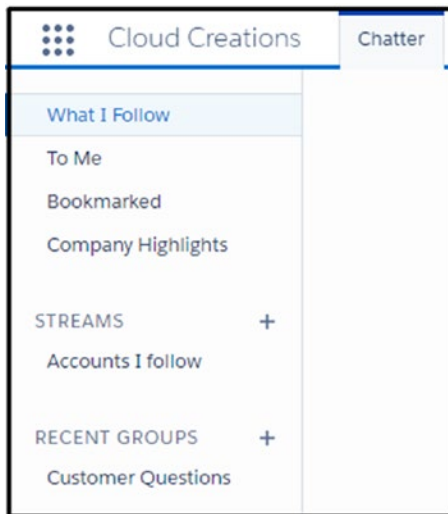 Cloud Creations Chatter
What I Follow
To Me
Bookmarked
Company Highlights
STREAMS +
Accounts I follow
RECENT GROUPS +
Customer Questions